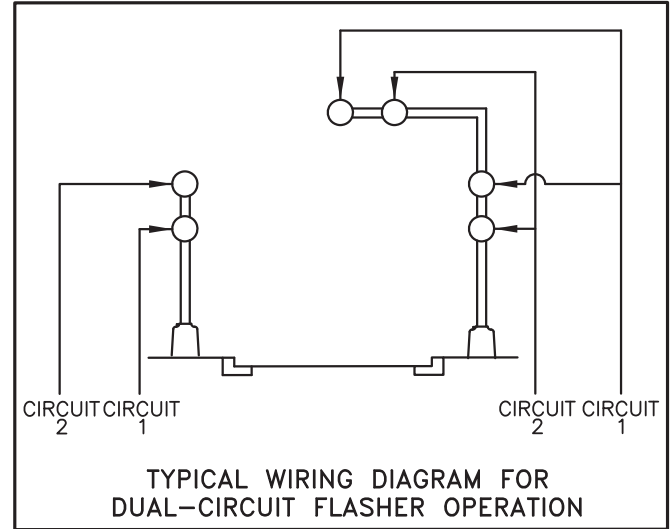 CIRCUIT CIRCUIT CIRCUIT CIRCUIT
2 1 2 1
TYPICAL WIRING DIAGRAM FOR
DUAL-CIRCUIT FLASHER OPERATION